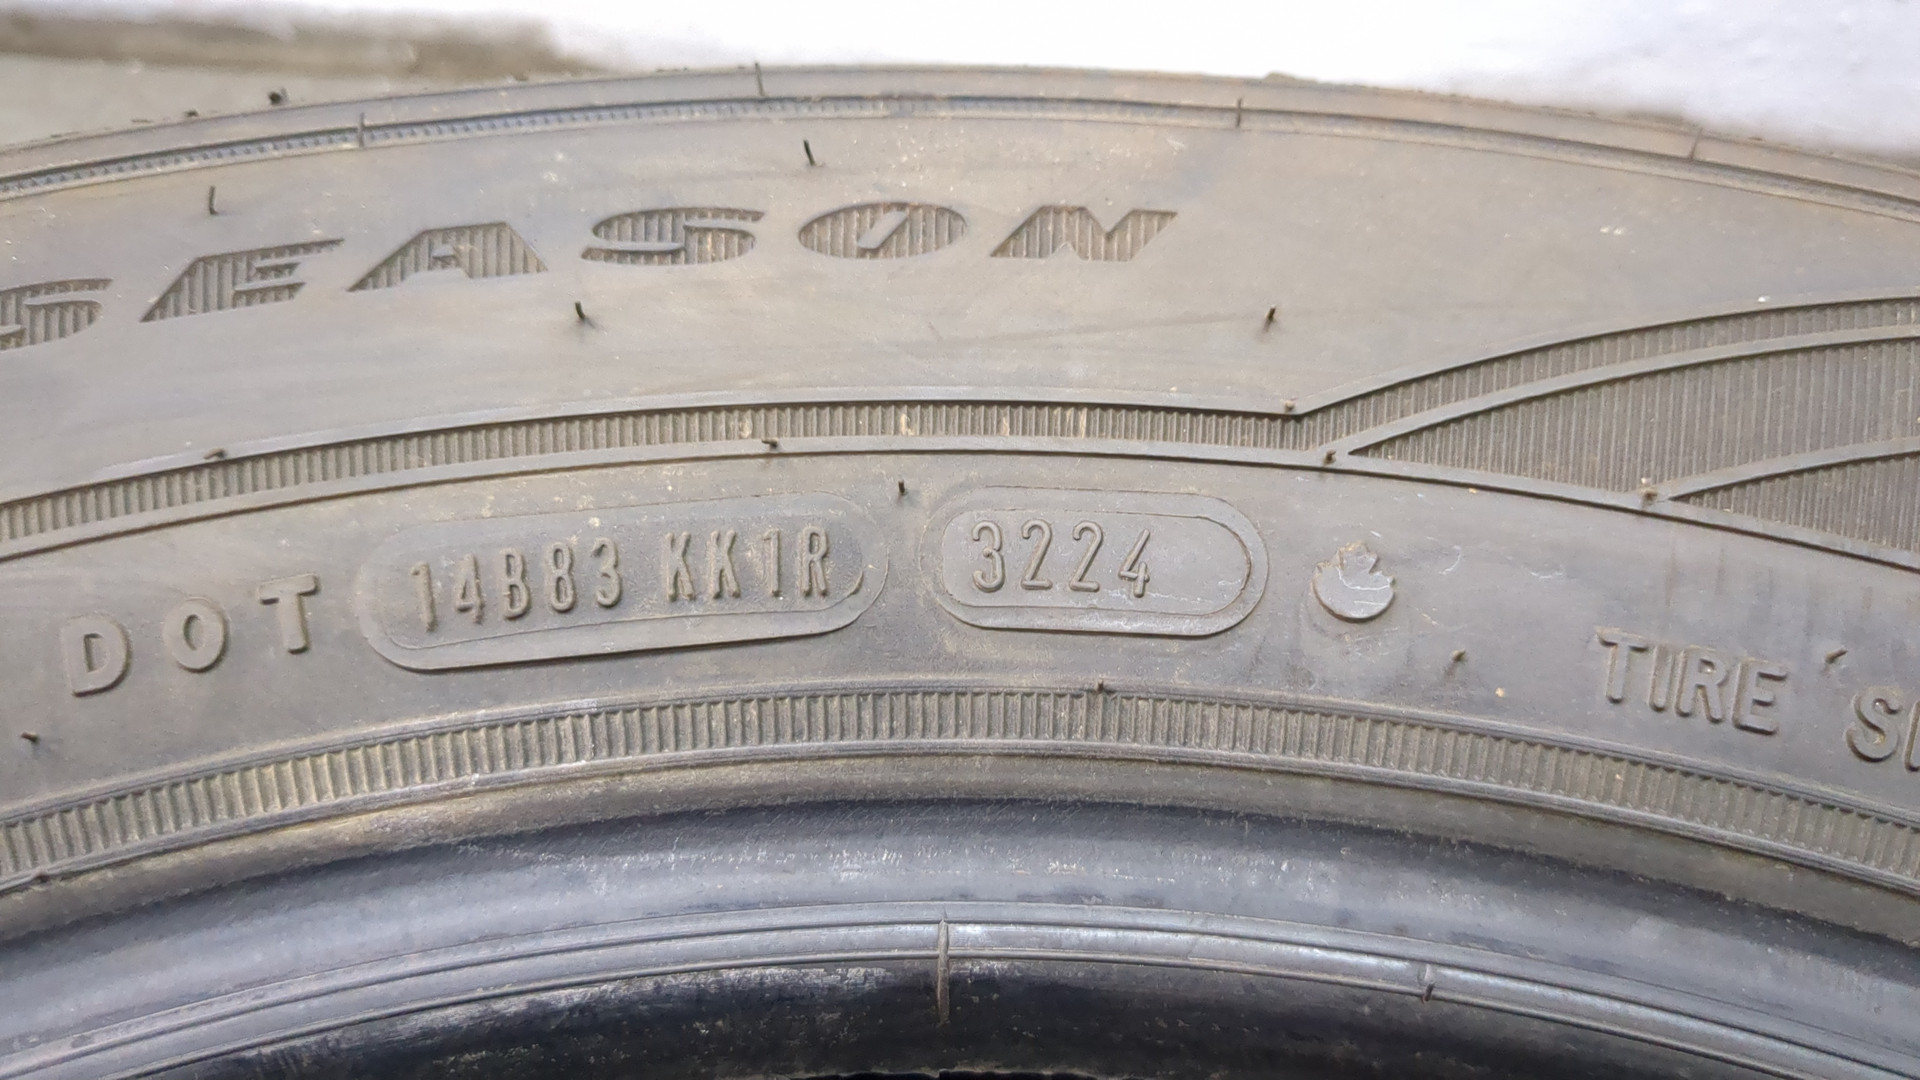 SEASON
DOT 14B83 KK1R 3224 TIRE